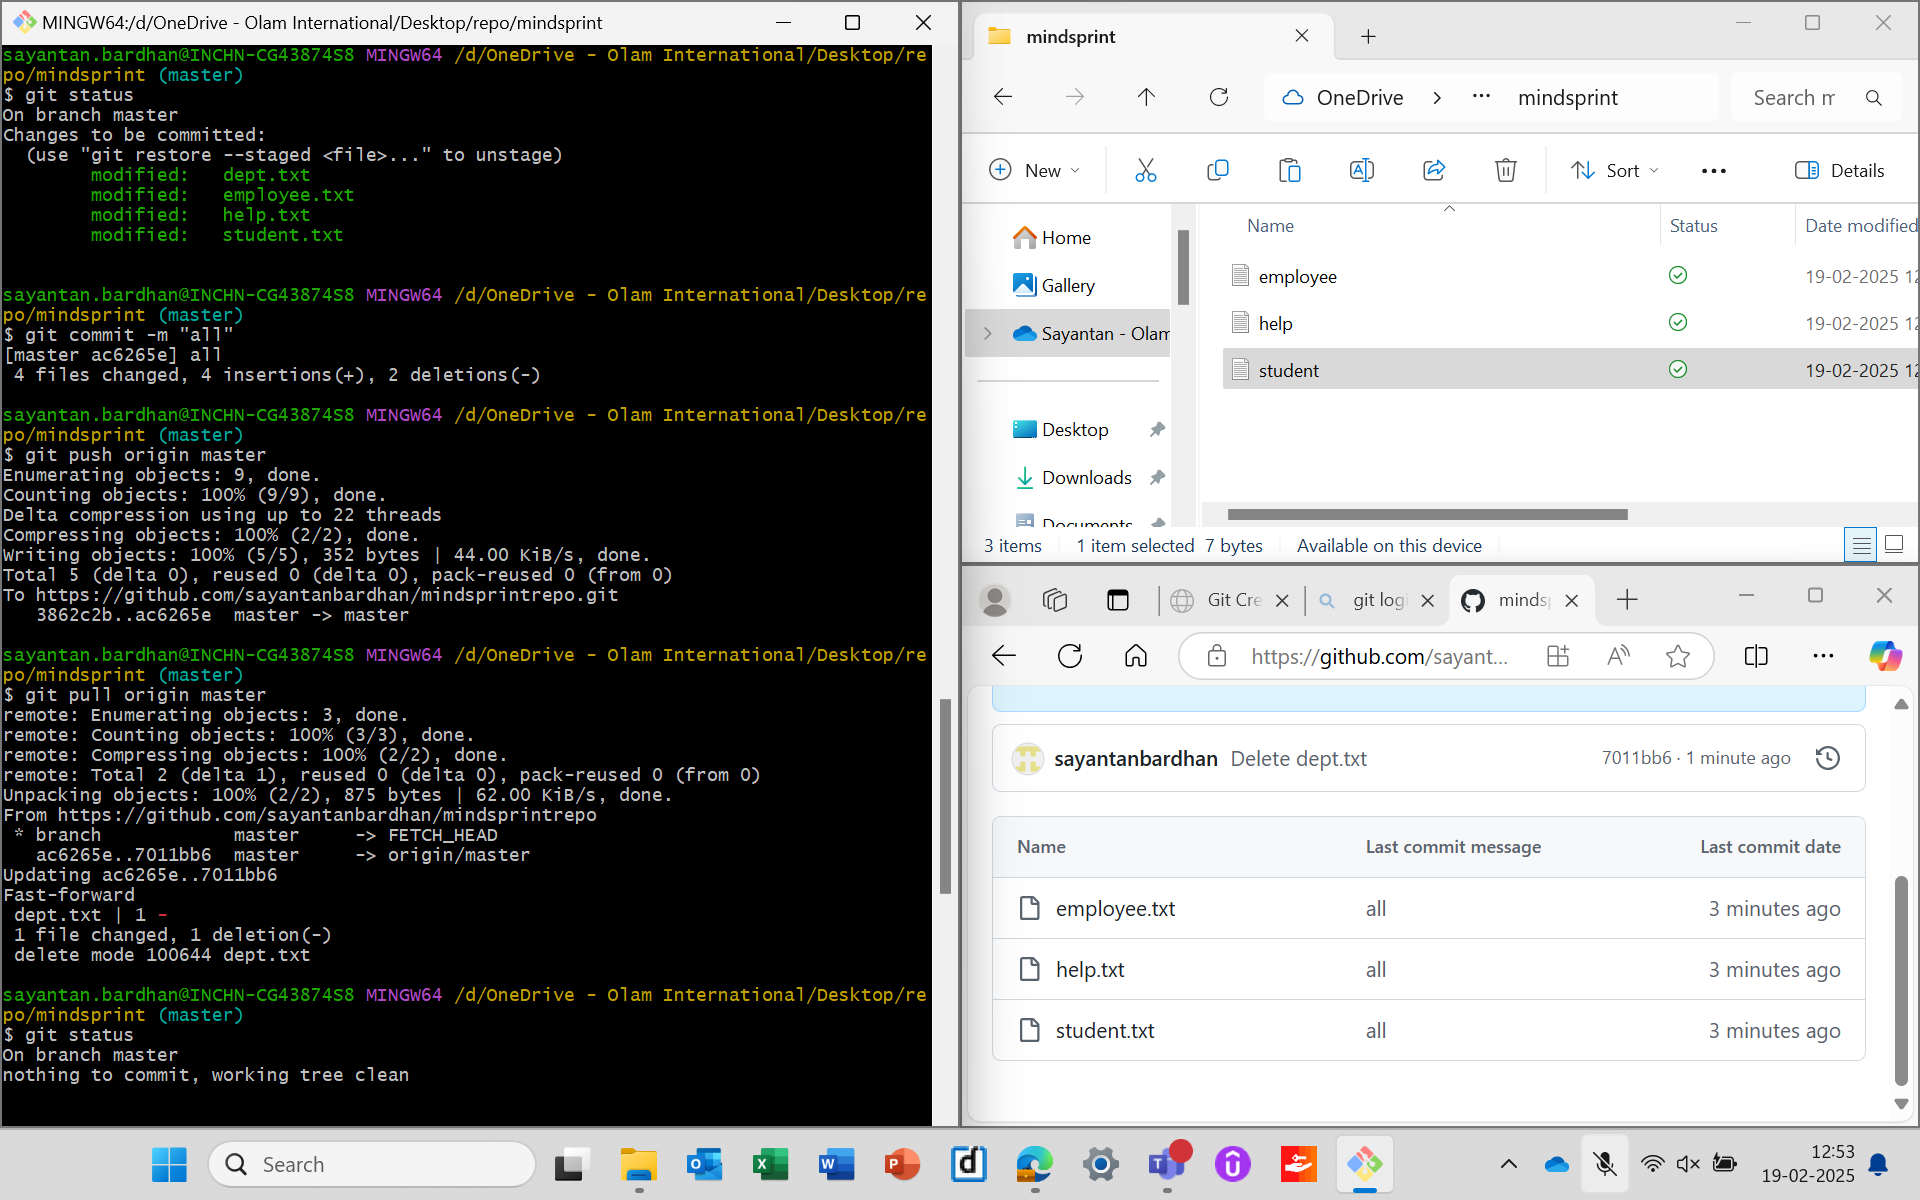 MINGW64:/d/OneDrive - Olam International/Desktop/repo/mindsprint
sayantan.bardhan@INCHN-CG43874S8 MINGW64 /d/OneDrive - Olam International/Desktop/re
po/mindsprint (master)
$ git status
On branch master
Changes to be committed:
  (use "git restore --staged <file>..." to unstage)
        modified:   dept.txt
        modified:   employee.txt
        modified:   help.txt
        modified:   student.txt
sayantan.bardhan@INCHN-CG43874S8 MINGW64 /d/OneDrive - Olam International/Desktop/re
po/mindsprint (master)
$ git commit -m "all"
[master ac6265e] all
 4 files changed, 4 insertions(+), 2 deletions(-)
sayantan.bardhan@INCHN-CG43874S8 MINGW64 /d/OneDrive - Olam International/Desktop/re
po/mindsprint (master)
$ git push origin master
Enumerating objects: 9, done.
Counting objects: 100% (9/9), done.
Delta compression using up to 22 threads
Compressing objects: 100% (2/2), done.
Writing objects: 100% (5/5), 352 bytes | 44.00 KiB/s, done.
Total 5 (delta 0), reused 0 (delta 0), pack-reused 0 (from 0)
To https://github.com/sayantanbardhan/mindsprintrepo.git
   3862c2b..ac6265e  master -> master
sayantan.bardhan@INCHN-CG43874S8 MINGW64 /d/OneDrive - Olam International/Desktop/re
po/mindsprint (master)
$ git pull origin master
remote: Enumerating objects: 3, done.
remote: Counting objects: 100% (3/3), done.
remote: Compressing objects: 100% (2/2), done.
remote: Total 2 (delta 1), reused 0 (delta 0), pack-reused 0 (from 0)
Unpacking objects: 100% (2/2), 875 bytes | 62.00 KiB/s, done.
From https://github.com/sayantanbardhan/mindsprintrepo
 * branch            master     -> FETCH_HEAD
   ac6265e..7011bb6  master     -> origin/master
Updating ac6265e..7011bb6
Fast-forward
 dept.txt | 1 -
 1 file changed, 1 deletion(-)
 delete mode 100644 dept.txt
sayantan.bardhan@INCHN-CG43874S8 MINGW64 /d/OneDrive - Olam International/Desktop/re
po/mindsprint (master)
$ git status
On branch master
nothing to commit, working tree clean
mindsprint
OneDrive > ... mindsprint
Search m
New
Sort
Details
Home
Gallery
Sayantan - Olam
Desktop
Downloads
Documents
Name Status Date modified
employee 19-02-2025 12
help 19-02-2025 12
student 19-02-2025 12
3 items 1 item selected 7 bytes Available on this device
Git Cre
git logi
mindsp
https://github.com/sayant...
sayantanbardhan Delete dept.txt 7011bb6 · 1 minute ago
Name Last commit message Last commit date
employee.txt all 3 minutes ago
help.txt all 3 minutes ago
student.txt all 3 minutes ago
Search
12:53
19-02-2025